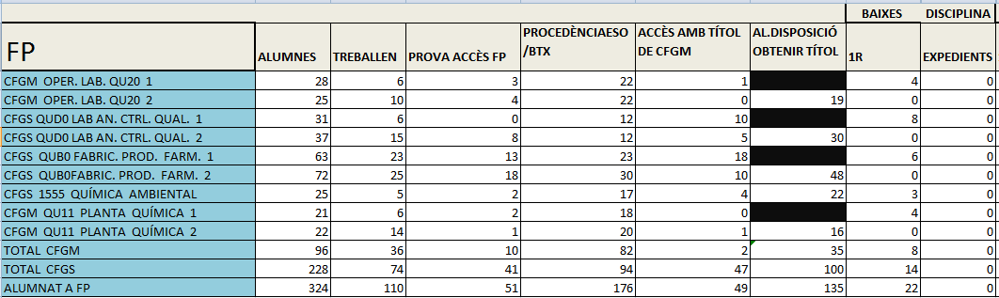 BAIXES DISCIPLINA
FP ALUMNES TREBALLEN PROVA ACCÈS FP PROCEDÈNCIAESO /BTX ACCÈS AMB TÍTOL DE CFGM AL.DISPOSICIÓ OBTENIR TÍTOL 1R EXPEDIENTS
CFGM OPER. LAB. QU20 1 28 6 3 22 1 4 0
CFGM OPER. LAB. QU20 2 25 10 4 22 0 19 0 0
CFGS QUD0 LAB AN. CTRL. QUAL. 1 31 6 0 12 10 8 0
CFGS QUD0 LAB AN. CTRL. QUAL. 2 37 15 8 12 5 30 0 0
CFGS QUB0 FABRIC. PROD. FARM. 1 63 23 13 23 18 6 0
CFGS QUB0FABRIC. PROD. FARM. 2 72 25 18 30 10 48 0 0
CFGS 1555 QUÍMICA AMBIENTAL 25 5 2 17 4 22 3 0
CFGM QU11 PLANTA QUÍMICA 1 21 6 2 18 0 4 0
CFGM QU11 PLANTA QUÍMICA 2 22 14 1 20 1 16 0 0
TOTAL CFGM 96 36 10 82 2 35 8 0
TOTAL CFGS 228 74 41 94 47 100 14 0
ALUMNAT A FP 324 110 51 176 49 135 22 0